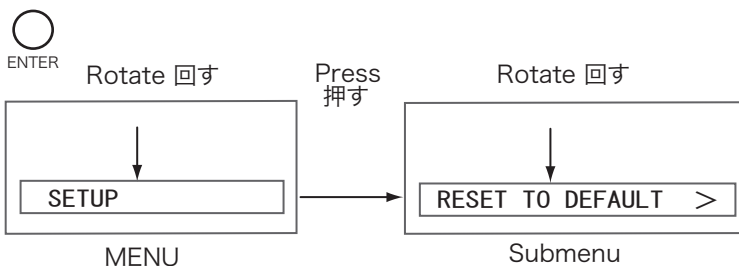 ENTER
Rotate 回す
Press
押す
Rotate 回す
SETUP
RESET TO DEFAULT >
MENU
Submenu